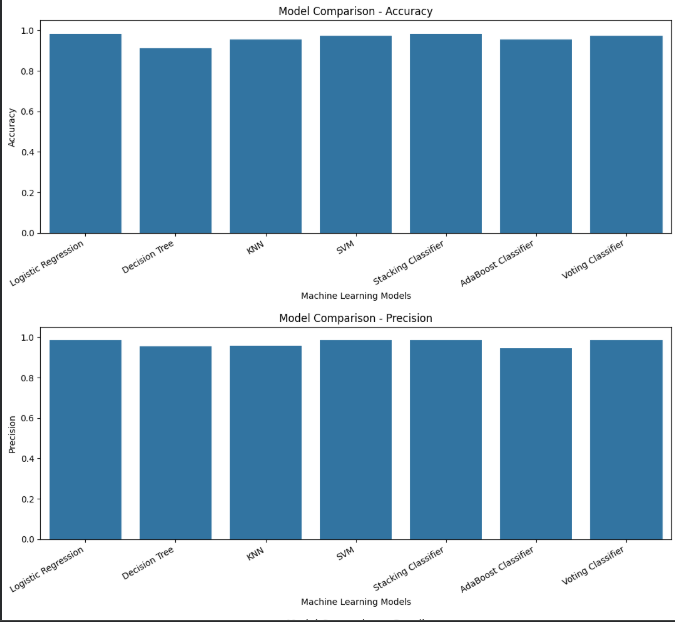 Model Comparison - Accuracy
1.0
0.8
0.6
0.4
0.2
0.0
Accuracy
Logistic Regression
Decision Tree
KNN
SVM
Stacking Classifier
AdaBoost Classifier
Voting Classifier
Machine Learning Models
Model Comparison - Precision
1.0
0.8
0.6
0.4
0.2
0.0
Precision
Logistic Regression
Decision Tree
KNN
SVM
Stacking Classifier
AdaBoost Classifier
Voting Classifier
Machine Learning Models